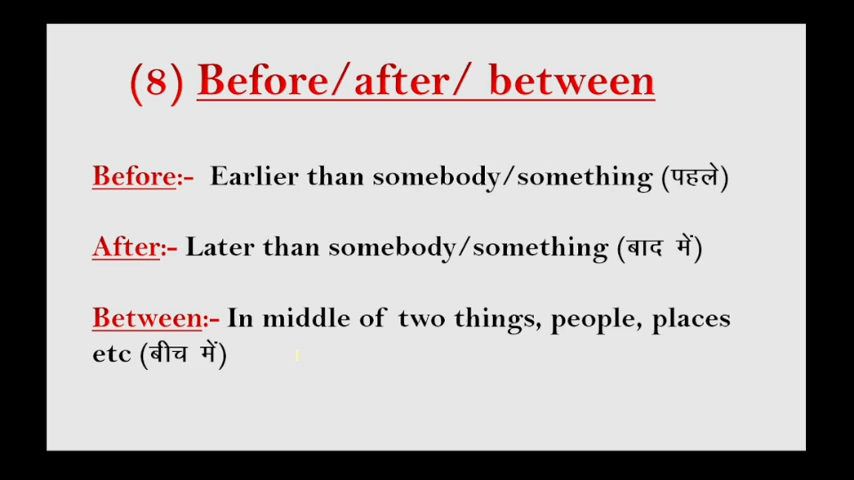 (8) Before/after/ between
Before:- Earlier than somebody/something (पहले)
After:- Later than somebody/something (बाद में)
Between:- In middle of two things, people, places
etc (बीच में)